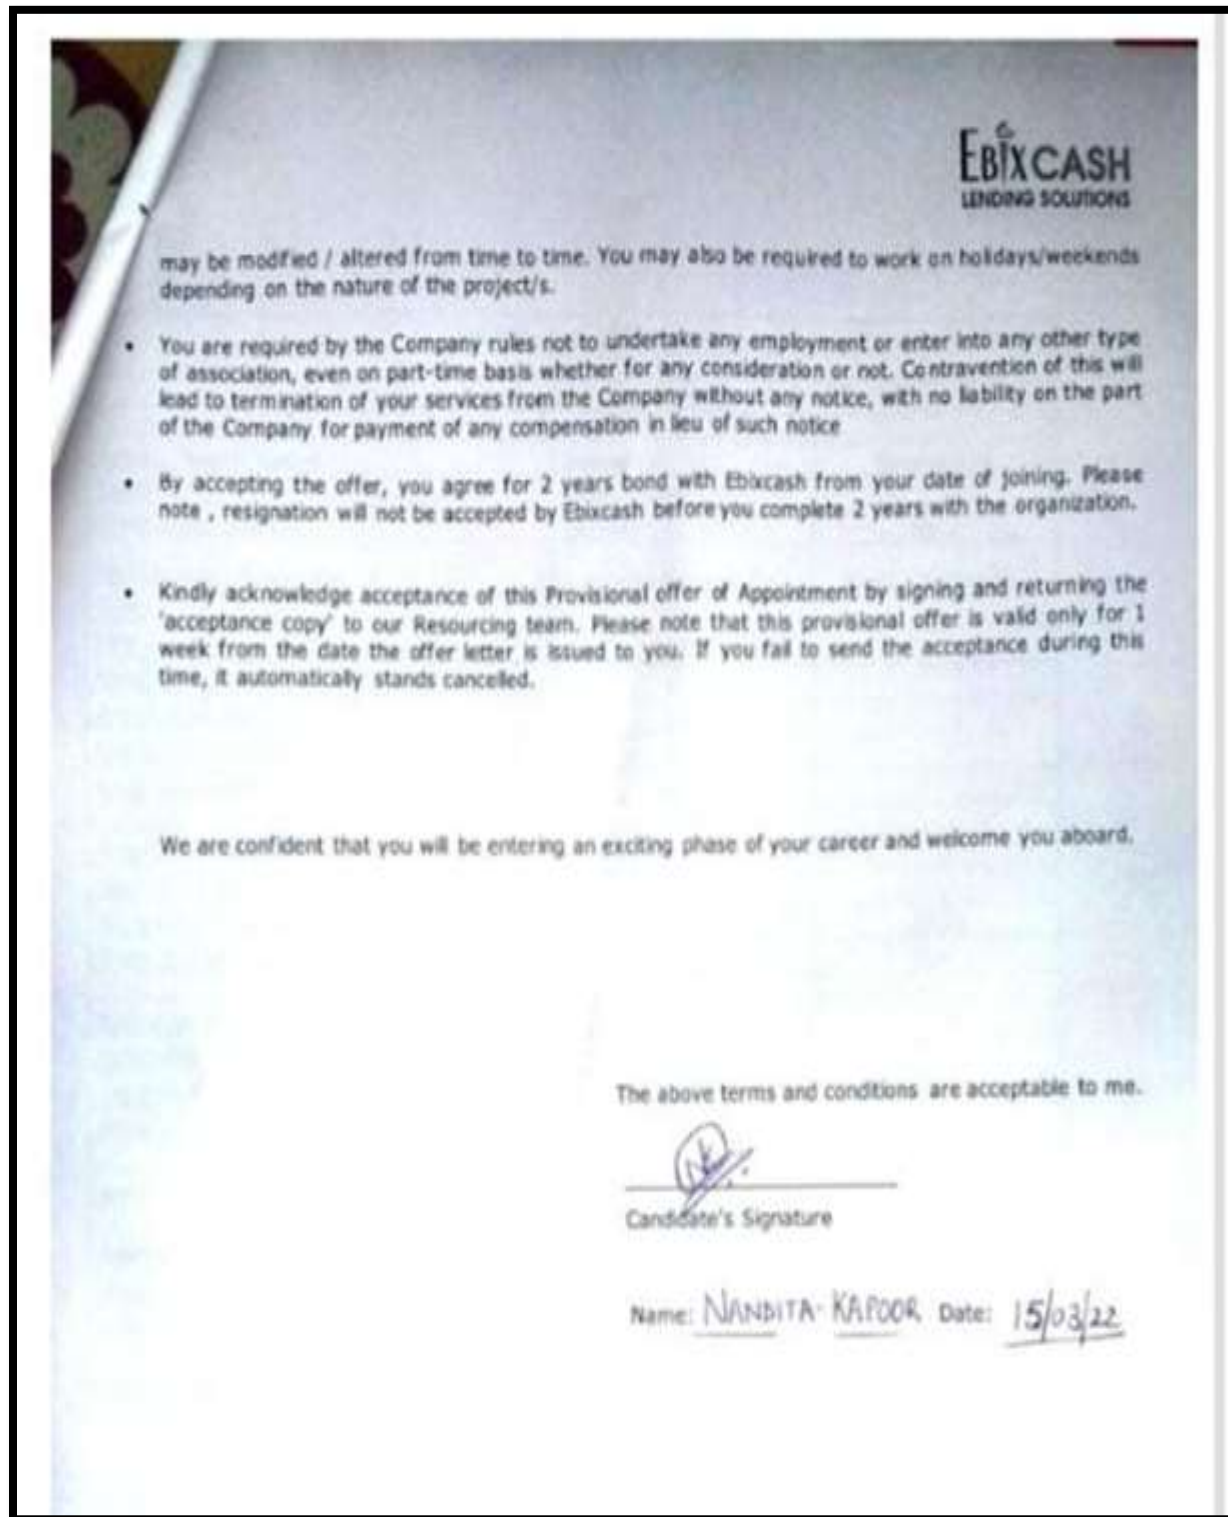 EBIXCASH
LENDING SOLUTIONS
may be modified / altered from time to time. You may also be required to work on holidays/weekends
depending on the nature of the project/s.
• You are required by the Company rules not to undertake any employment or enter into any other type
of association, even on part-time basis whether for any consideration or not. Contravention of this will
lead to termination of your services from the Company without any notice, with no liability on the part
of the Company for payment of any compensation in lieu of such notice
• By accepting the offer, you agree for 2 years bond with Ebixcash from your date of joining. Please
note , resignation will not be accepted by Ebixcash before you complete 2 years with the organization.
• Kindly acknowledge acceptance of this Provisional offer of Appointment by signing and returning the
'acceptance copy' to our Resourcing team. Please note that this provisional offer is valid only for 1
week from the date the offer letter is issued to you. If you fail to send the acceptance during this
time, it automatically stands cancelled.
We are confident that you will be entering an exciting phase of your career and welcome you aboard.
The above terms and conditions are acceptable to me.
Candidate's Signature
Name: NANDITA KAPOOR Date: 15/03/22